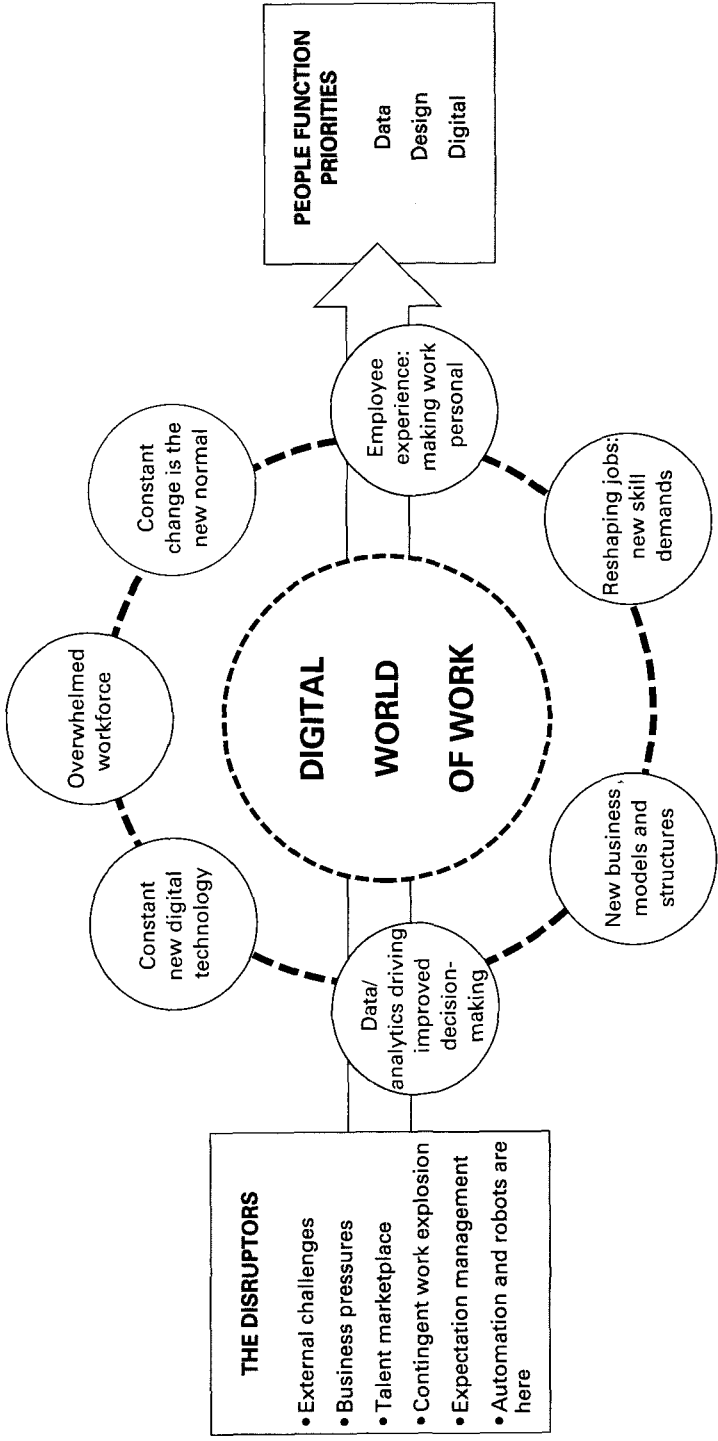 THE DISRUPTORS
• External challenges
• Business pressures
• Talent marketplace
• Contingent work explosion
• Expectation management
• Automation and robots are
here
Data/
analytics driving
improved
decision-
making
Constant
new digital
technology
Overwhelmed
workforce
Constant
change is the
new normal
Employee
experience:
making work
personal
Reshaping jobs:
new skill
demands
New business,
models and
structures
DIGITAL
WORLD
OF WORK
PEOPLE FUNCTION
PRIORITIES
Data
Design
Digital